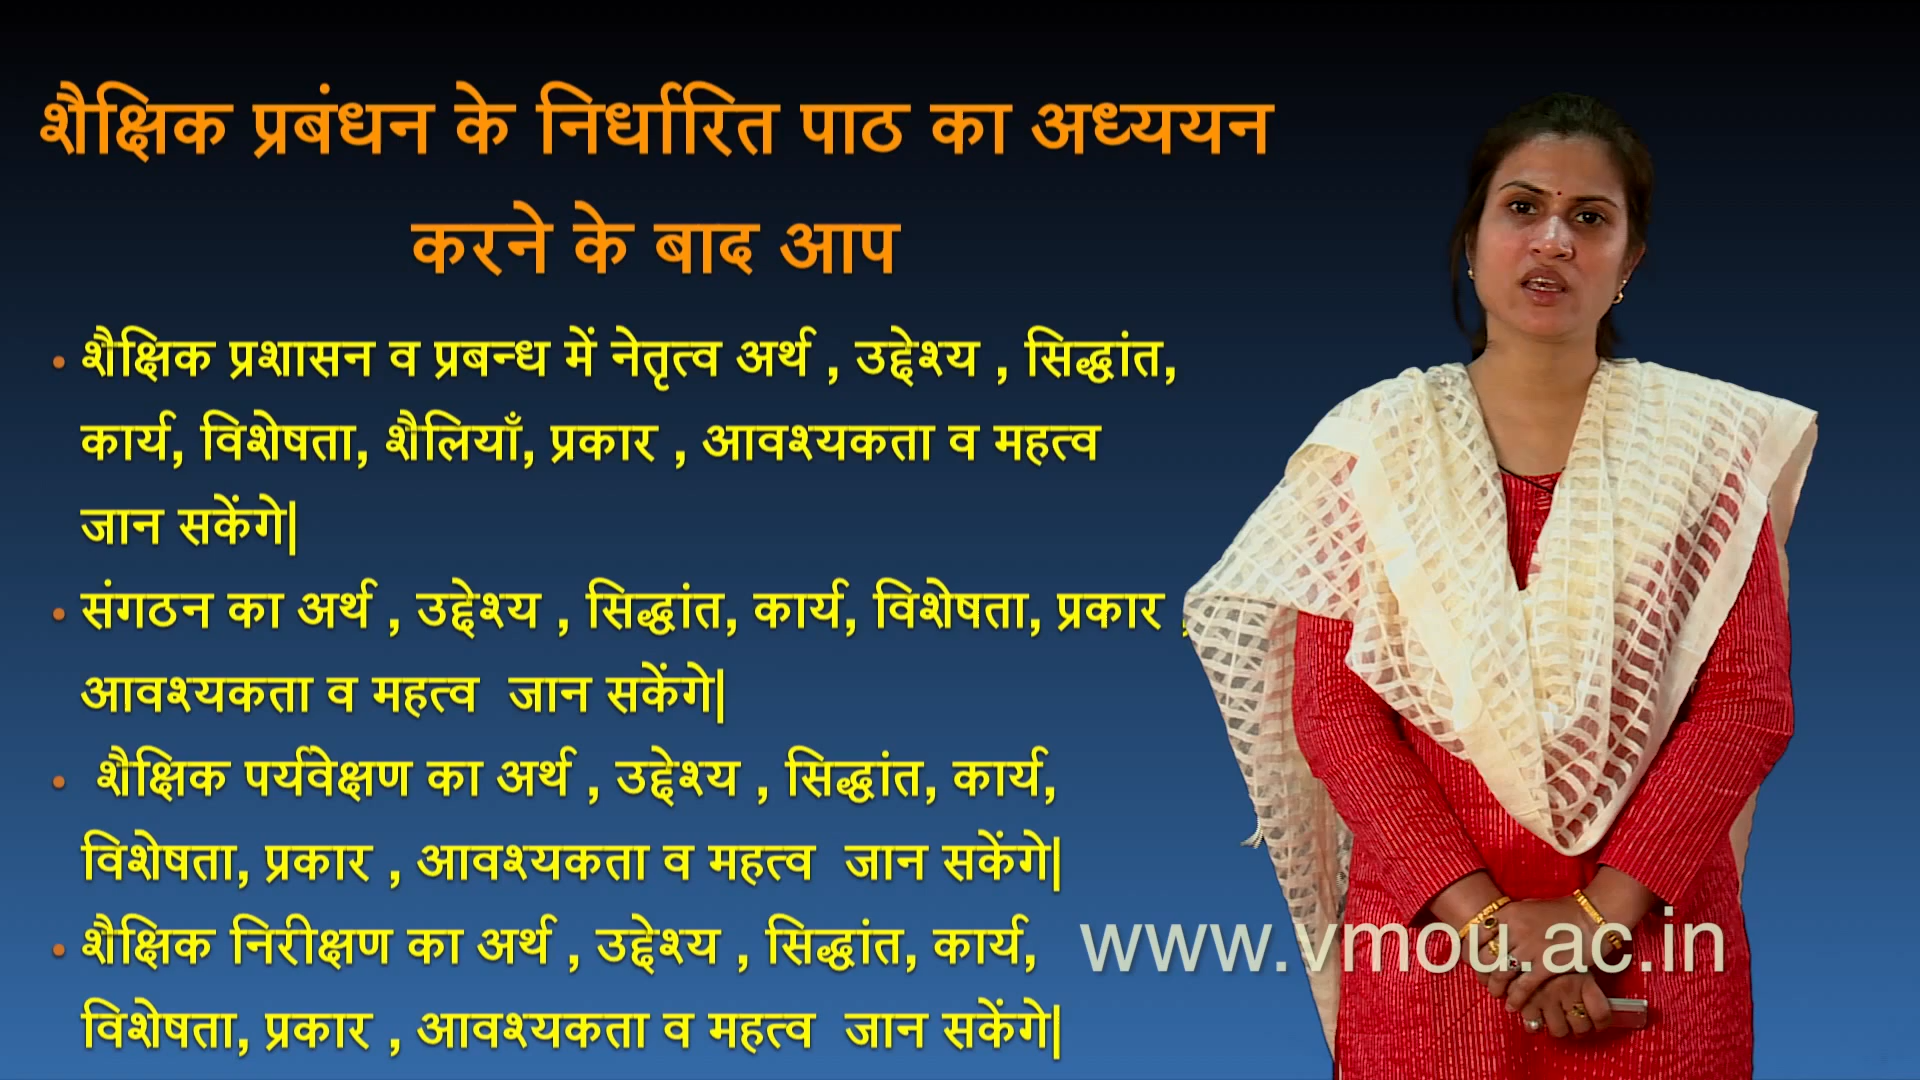 शैक्षिक प्रबंधन के निर्धारित पाठ का अध्ययन
करने के बाद आप
• शैक्षिक प्रशासन व प्रबन्ध में नेतृत्व अर्थ , उद्देश्य , सिद्धांत,
कार्य, विशेषता, शैलियाँ, प्रकार , आवश्यकता व महत्व
जान सकेंगे|
• संगठन का अर्थ , उद्देश्य , सिद्धांत, कार्य, विशेषता, प्रकार ,
आवश्यकता व महत्व जान सकेंगे|
• शैक्षिक पर्यवेक्षण का अर्थ , उद्देश्य , सिद्धांत, कार्य,
विशेषता, प्रकार , आवश्यकता व महत्व जान सकेंगे|
• शैक्षिक निरीक्षण का अर्थ , उद्देश्य , सिद्धांत, कार्य,
विशेषता, प्रकार , आवश्यकता व महत्व जान सकेंगे|
www.vmou.ac.in